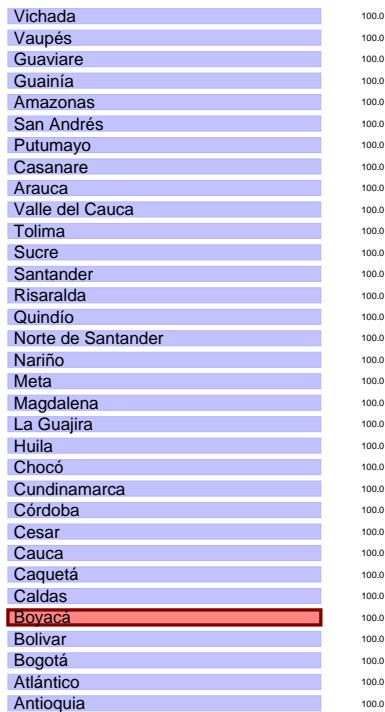 Vichada 100.0
Vaupés 100.0
Guaviare 100.0
Guainía 100.0
Amazonas 100.0
San Andrés 100.0
Putumayo 100.0
Casanare 100.0
Arauca 100.0
Valle del Cauca 100.0
Tolima 100.0
Sucre 100.0
Santander 100.0
Risaralda 100.0
Quindío 100.0
Norte de Santander 100.0
Nariño 100.0
Meta 100.0
Magdalena 100.0
La Guajira 100.0
Huila 100.0
Chocó 100.0
Cundinamarca 100.0
Córdoba 100.0
Cesar 100.0
Cauca 100.0
Caquetá 100.0
Caldas 100.0
Boyacá 100.0
Bolivar 100.0
Bogotá 100.0
Atlántico 100.0
Antioquia 100.0